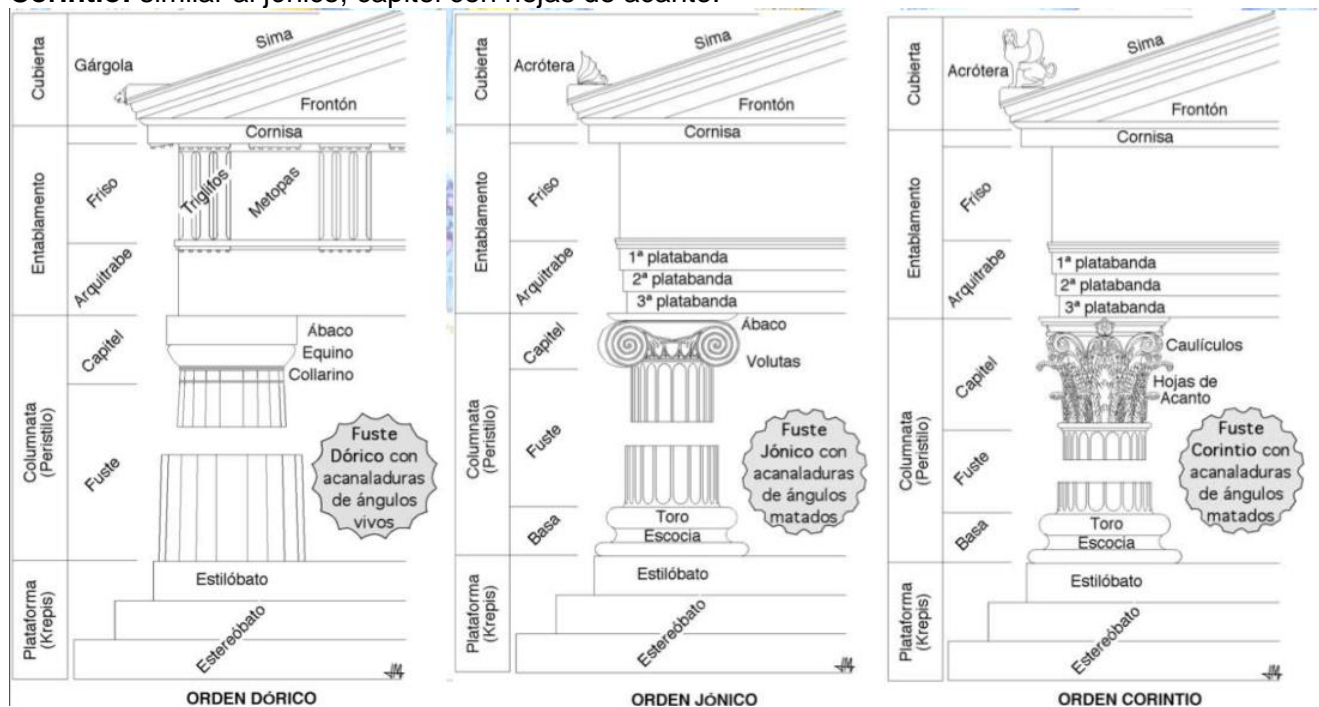 Corintio: similar al jónico, capitel con hojas de acanto.
Cubierta
Gárgola
Sima
Frontón
Cornisa
Entablamento
Friso
Triglifos
Metopas
Arquitrabe
Columnata
(Peristilo)
Capitel
Ábaco
Equino
Collarino
Fuste
Fuste
Dórico con
acanaladuras
de ángulos
vivos
Plataforma
(Krepis)
Estilóbato
Estereóbato
ORDEN DÓRICO
Cubierta
Acrótera
Sima
Frontón
Cornisa
Entablamento
Friso
Arquitrabe
1ª platabanda
2ª platabanda
3ª platabanda
Columnata
(Peristilo)
Capitel
Ábaco
Volutas
Fuste
Fuste
Jónico con
acanaladuras
de ángulos
matados
Basa
Toro
Escocia
Plataforma
(Krepis)
Estilóbato
Estereóbato
ORDEN JÓNICO
Cubierta
Acrótera
Sima
Frontón
Cornisa
Entablamento
Friso
Arquitrabe
1ª platabanda
2ª platabanda
3ª platabanda
Columnata
(Peristilo)
Capitel
Caulículos
Hojas de
Acanto
Fuste
Fuste
Corintio con
acanaladuras
de ángulos
matados
Basa
Toro
Escocia
Plataforma
(Krepis)
Estilóbato
Estereóbato
ORDEN CORINTIO